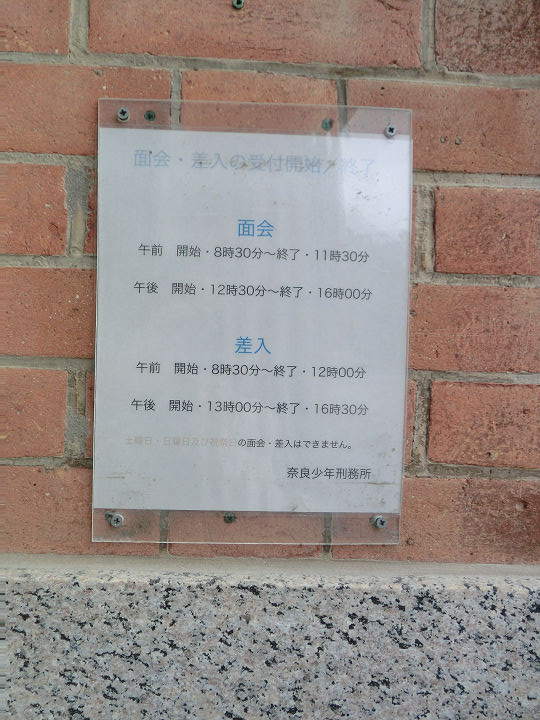 面会・差入の受付開始／終了
面会
午前　開始・8時30分～終了・11時30分
午後　開始・12時30分～終了・16時00分
差入
午前　開始・8時30分～終了・12時00分
午後　開始・13時00分～終了・16時30分
土曜日・日曜日及び祝祭日の面会・差入はできません。
奈良少年刑務所